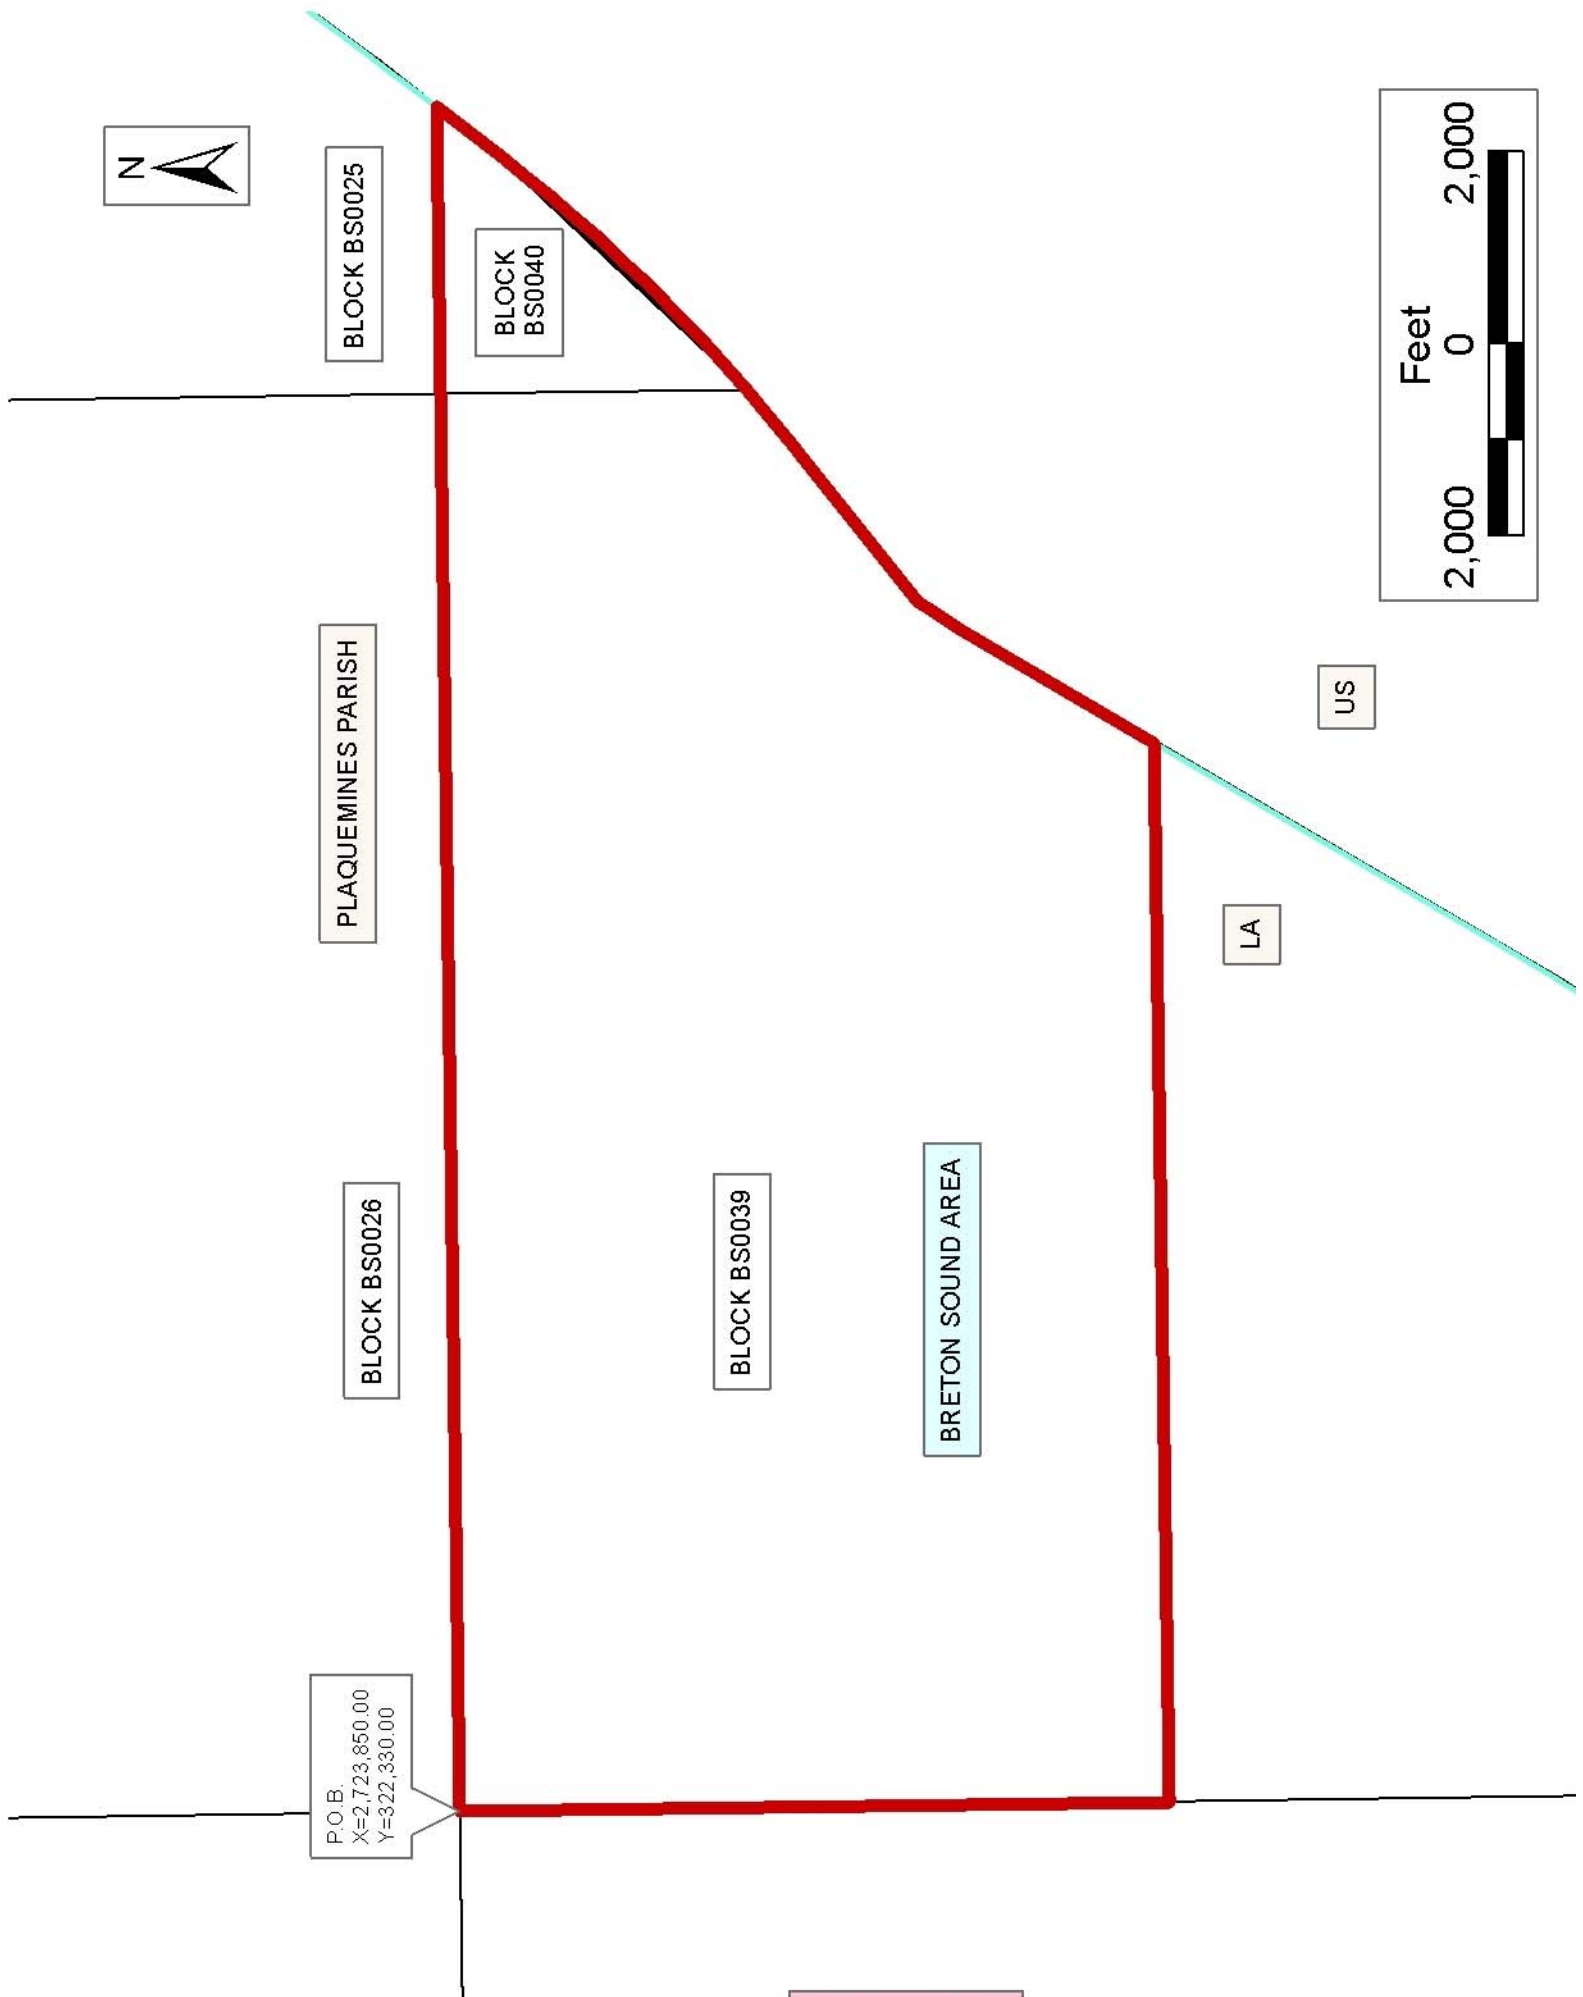 N
BLOCK BS0025
BLOCK
BS0040
PLAQUEMINES PARISH
BLOCK BS0026
P.O.B.
X=2,723,850.00
Y=322,330.00
BLOCK BS0039
BRETON SOUND AREA
LA
US
Feet
2,000 0 2,000